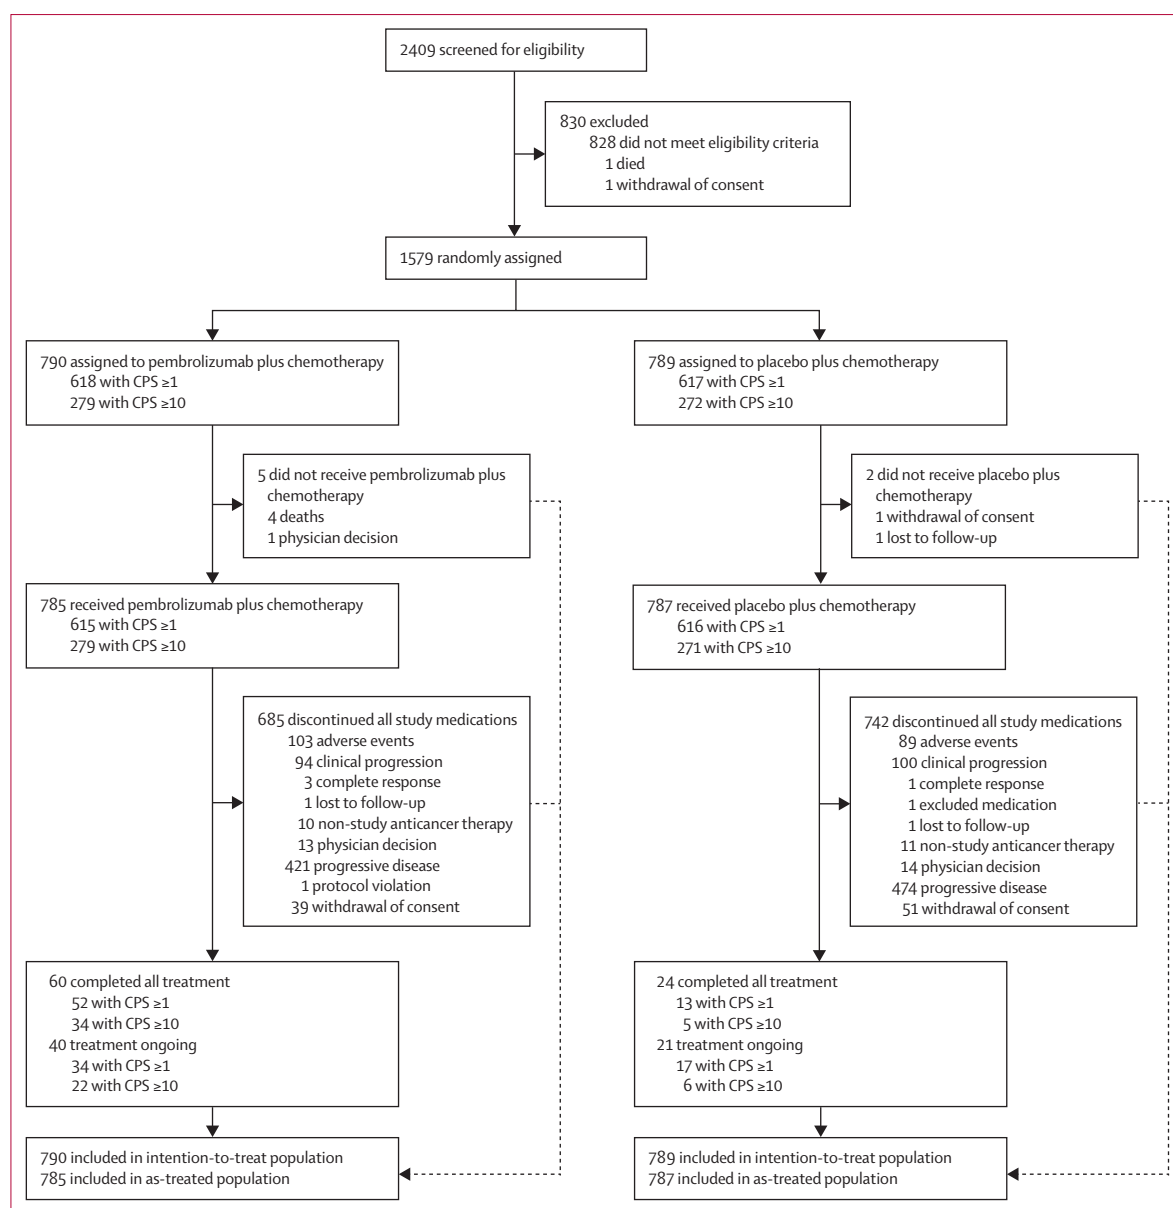 2409 screened for eligibility
830 excluded
828 did not meet eligibility criteria
1 died
1 withdrawal of consent
1579 randomly assigned
790 assigned to pembrolizumab plus chemotherapy
618 with CPS ≥1
279 with CPS ≥10
789 assigned to placebo plus chemotherapy
617 with CPS ≥1
272 with CPS ≥10
5 did not receive pembrolizumab plus
chemotherapy
4 deaths
1 physician decision
2 did not receive placebo plus
chemotherapy
1 withdrawal of consent
1 lost to follow-up
785 received pembrolizumab plus chemotherapy
615 with CPS ≥1
279 with CPS ≥10
787 received placebo plus chemotherapy
616 with CPS ≥1
271 with CPS ≥10
685 discontinued all study medications
103 adverse events
94 clinical progression
3 complete response
1 lost to follow-up
10 non-study anticancer therapy
13 physician decision
421 progressive disease
1 protocol violation
39 withdrawal of consent
742 discontinued all study medications
89 adverse events
100 clinical progression
1 complete response
1 excluded medication
1 lost to follow-up
11 non-study anticancer therapy
14 physician decision
474 progressive disease
51 withdrawal of consent
60 completed all treatment
52 with CPS ≥1
34 with CPS ≥10
40 treatment ongoing
34 with CPS ≥1
22 with CPS ≥10
24 completed all treatment
13 with CPS ≥1
5 with CPS ≥10
21 treatment ongoing
17 with CPS ≥1
6 with CPS ≥10
790 included in intention-to-treat population
785 included in as-treated population
789 included in intention-to-treat population
787 included in as-treated population